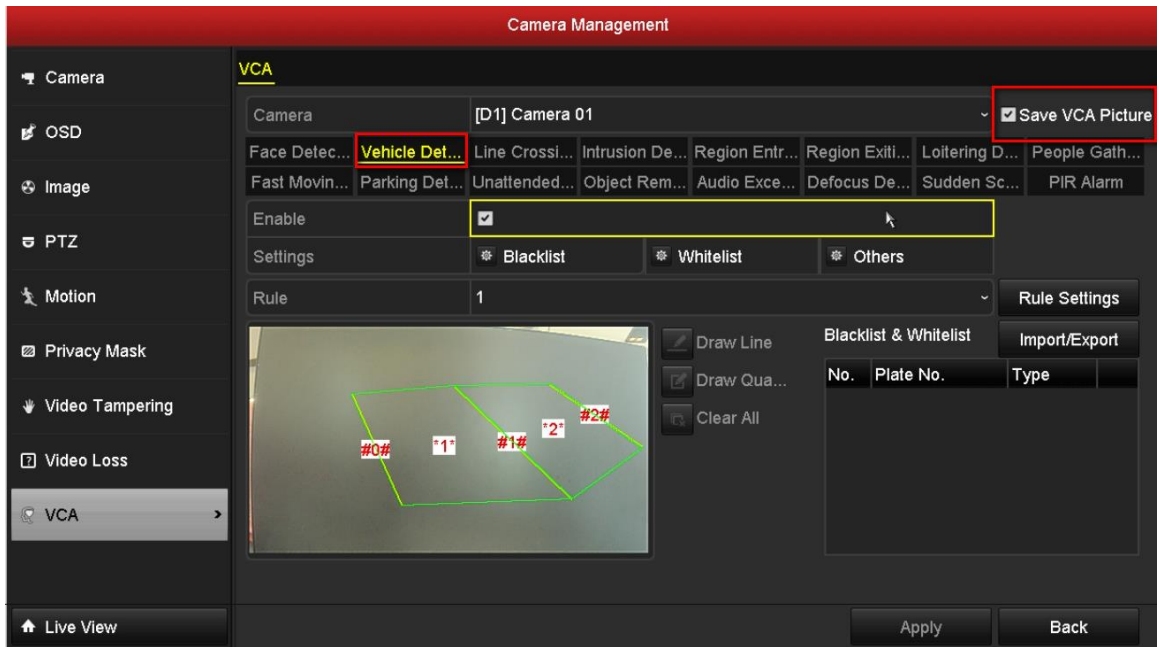 Camera Management
Camera
OSD
Image
PTZ
Motion
Privacy Mask
Video Tampering
Video Loss
VCA
Live View
VCA
Camera [D1] Camera 01 Save VCA Picture
Face Detec... Vehicle Det... Line Crossi... Intrusion De... Region Entr... Region Exiti... Loitering D... People Gath...
Fast Movin... Parking Det... Unattended... Object Rem... Audio Exce... Defocus De... Sudden Sc... PIR Alarm
Enable
Settings Blacklist Whitelist Others
Rule 1 Rule Settings
#0# *1* #1# *2* #2#
Draw Line
Draw Qua...
Clear All
Blacklist & Whitelist Import/Export
No. Plate No. Type
Apply Back